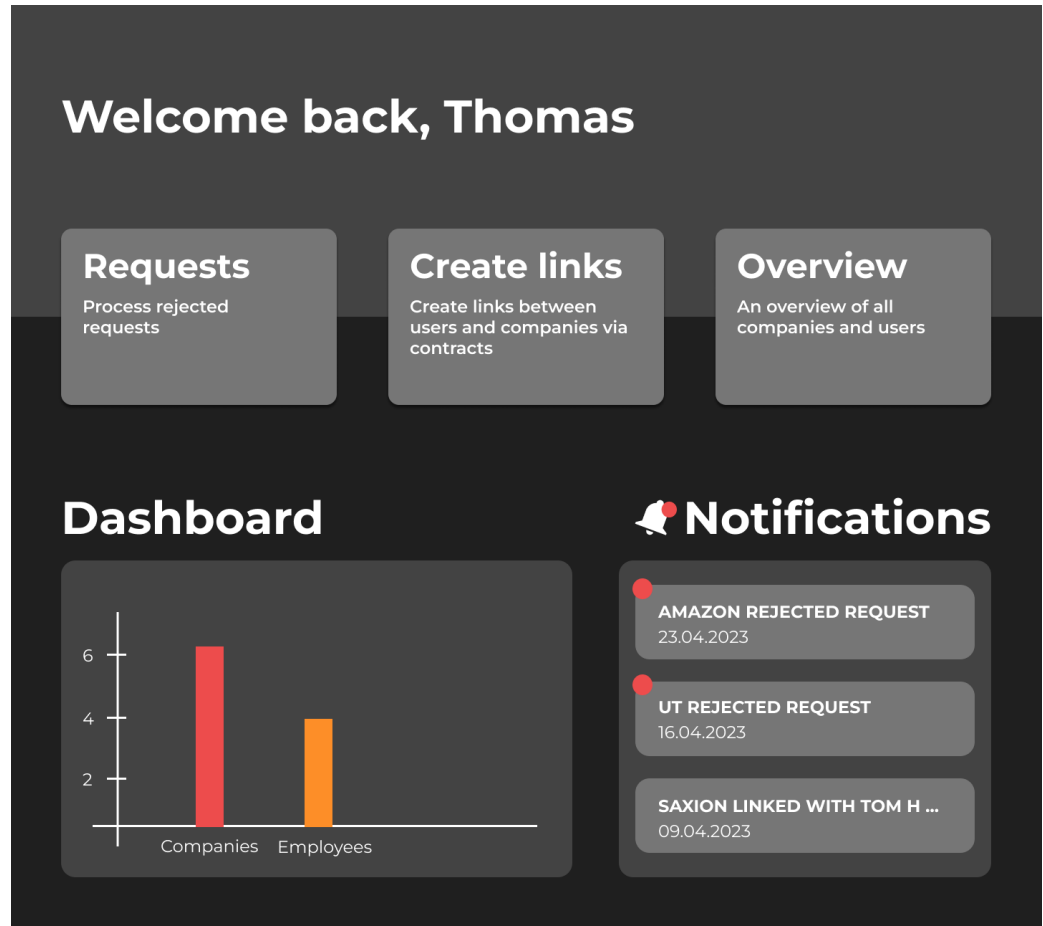 Welcome back, Thomas
Requests
Process rejected
requests
Create links
Create links between
users and companies via
contracts
Overview
An overview of all
companies and users
Dashboard
6
4
2
Companies
Employees
Notifications
AMAZON REJECTED REQUEST
23.04.2023
UT REJECTED REQUEST
16.04.2023
SAXION LINKED WITH TOM H ...
09.04.2023